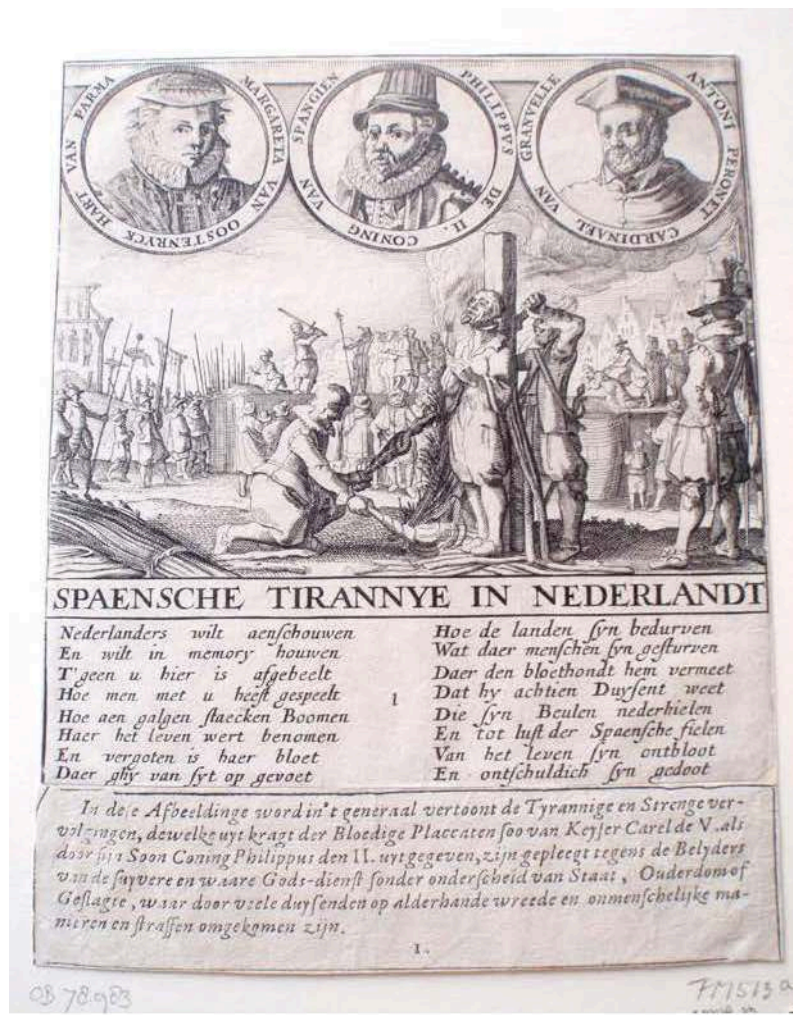 MARGARETA VAN OOSTENRYCK HART VAN PARMA
PHILIPPVS DE II. CONING VAN SPANGIEN
ANTONI PERONET CARDINAEL VAN GRANVELLE
SPAENSCHE TIRANNYE IN NEDERLANDT
Nederlanders wilt aenſchouwen
En wilt in memory houwen
T'geen u hier is afgebeelt
Hoe men met u heeft geſpeelt
Hoe aen galgen ſtaecken Boomen
Haer het leven wert benomen
En vergoten is haer bloet
Daer ghy van ſyt op gevoet
1
Hoe de landen ſyn bedurven
Wat daer menſchen ſyn geſturven
Daer den bloethondt hem vermeet
Dat hy achtien Duyſent weet
Die ſyn Beulen nederhielen
En tot luſt der Spaenſche fielen
Van het leven ſyn ontbloot
En ontſchuldich ſyn gedoot
In deſe Afbeeldinge word in't generaal vertoont de Tyrannige en Strenge ver-
volgingen, dewelke uyt kragt der Bloedige Placcaten ſoo van Keyſer Carel de V. als
door ſijn Soon Coning Philippus den II. uytgegeven, zijn gepleegt tegens de Belyders
van de ſuyvere en waare Gods-dienſt ſonder onderſcheid van Staat, Ouderdom of
Geſlagte, waar door veele duyſenden op alderhande wreede en onmenſchelijke ma-
nieren en ſtraffen omgekomen zijn.
1.
OB 78.983
FM513a